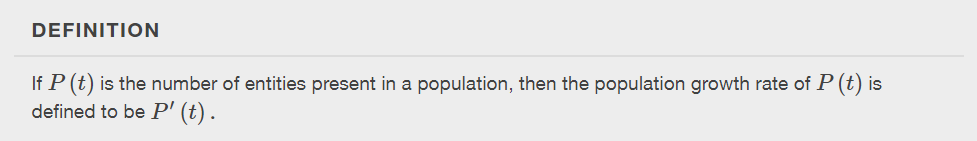 DEFINITION
If P (t) is the number of entities present in a population, then the population growth rate of P (t) is
defined to be P′ (t) .